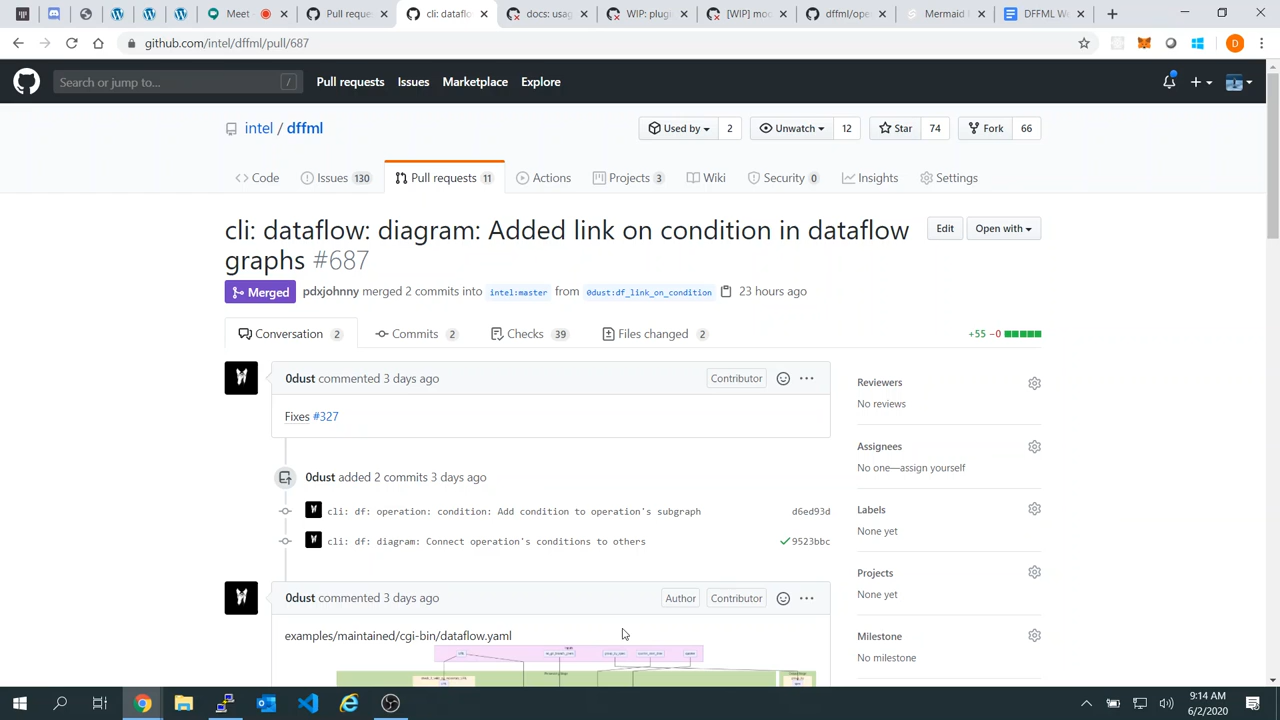 Meet
Pull reque
cli: dataflow
docs: usag
WIP: plugi
[WIP] mod
dffml/ope
Mermaid L
DFFML We
github.com/intel/dffml/pull/687
D
Search or jump to...
/
Pull requests
Issues
Marketplace
Explore
intel / dffml
Used by 2
Unwatch 12
Star 74
Fork 66
Code
Issues 130
Pull requests 11
Actions
Projects 3
Wiki
Security 0
Insights
Settings
cli: dataflow: diagram: Added link on condition in dataflow
graphs #687
Edit
Open with
Merged
pdxjohnny merged 2 commits into intel:master from 0dust:df_link_on_condition 23 hours ago
Conversation 2
Commits 2
Checks 39
Files changed 2
+55 −0
0dust commented 3 days ago
Contributor
Fixes #327
0dust added 2 commits 3 days ago
cli: df: operation: condition: Add condition to operation's subgraph d6ed93d
cli: df: diagram: Connect operation's conditions to others 9523bbc
0dust commented 3 days ago
Author
Contributor
examples/maintained/cgi-bin/dataflow.yaml
Reviewers
No reviews
Assignees
No one—assign yourself
Labels
None yet
Projects
None yet
Milestone
No milestone
9:14 AM
6/2/2020